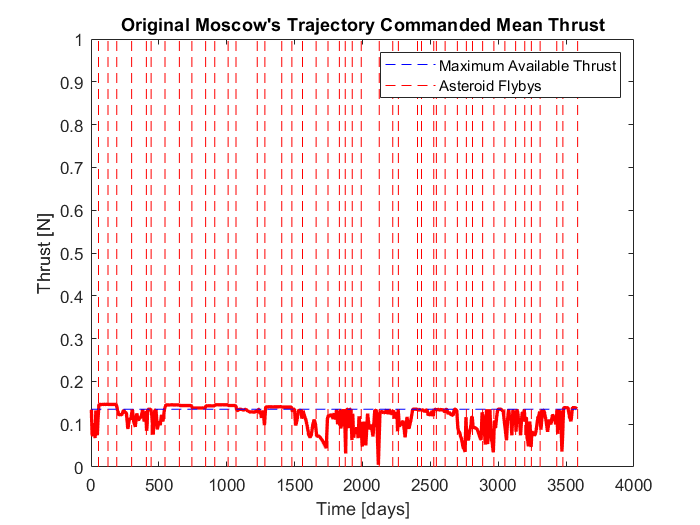 Original Moscow's Trajectory Commanded Mean Thrust
1
Maximum Available Thrust
0.9
Asteroid Flybys
0.8
0.7
0.6
0.5
0.4
0.3
0.2
0.1
0
Thrust [N]
0 500 1000 1500 2000 2500 3000 3500 4000
Time [days]